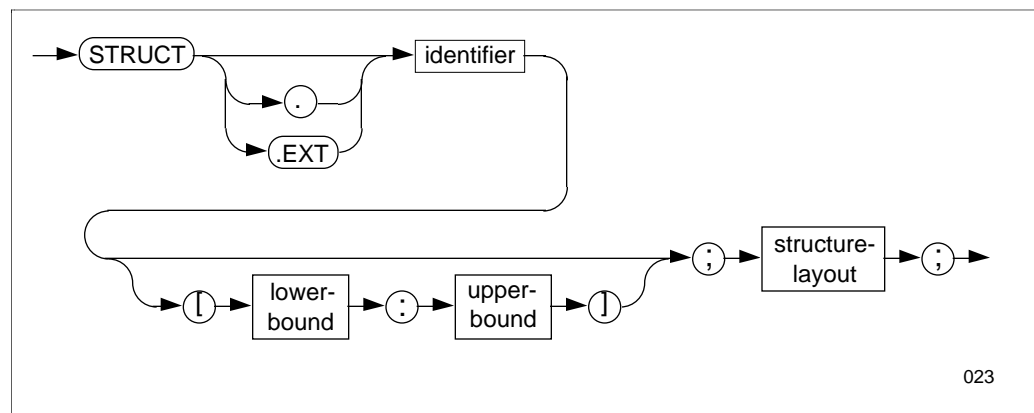 STRUCT
identifier
.
.EXT
;
structure-
layout
;
[
lower-
bound
:
upper-
bound
]
023